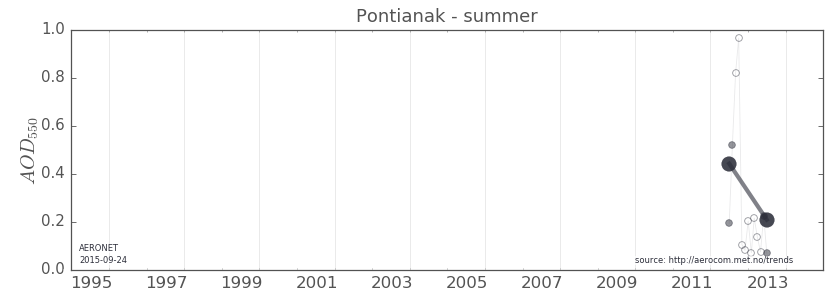 Pontianak - summer
1.0
0.8
0.6
0.4
0.2
0.0
AOD₅₅₀
AERONET
2015-09-24
source: http://aerocom.met.no/trends
1995 1997 1999 2001 2003 2005 2007 2009 2011 2013